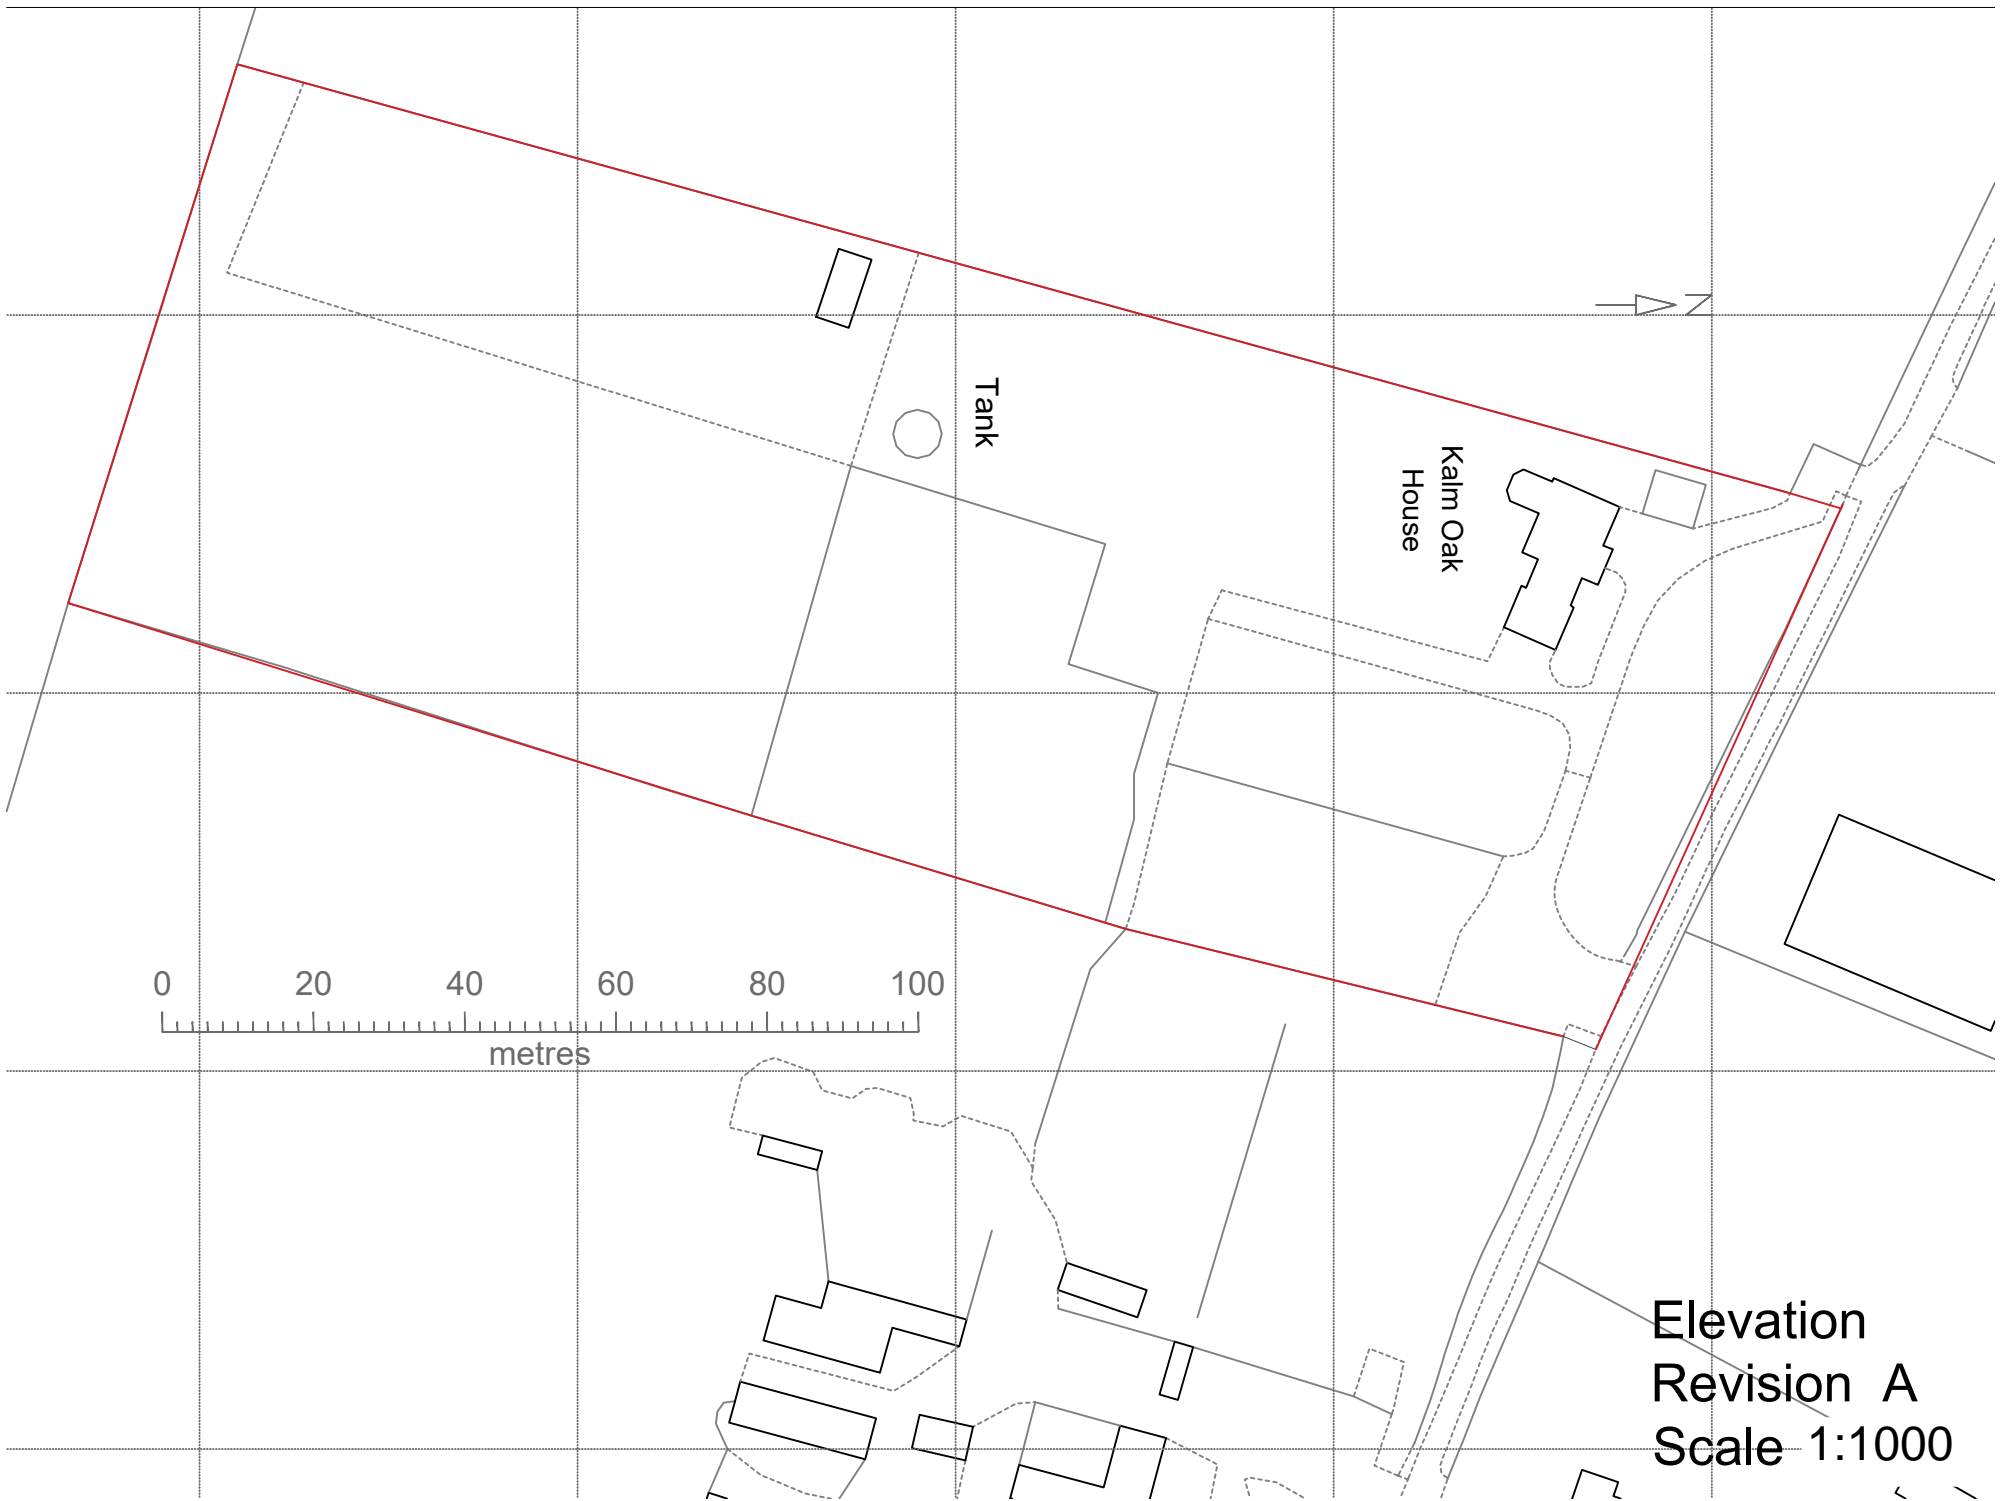 N
Tank
Kalm Oak
House
0 20 40 60 80 100
metres
Elevation
Revision A
Scale 1:1000